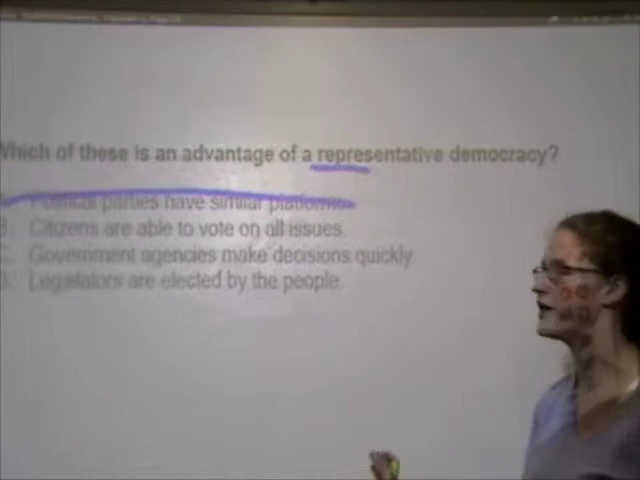 Which of these is an advantage of a representative democracy?
Political parties have similar platforms.
B. Citizens are able to vote on all issues.
C. Government agencies make decisions quickly
D. Legislators are elected by the people.